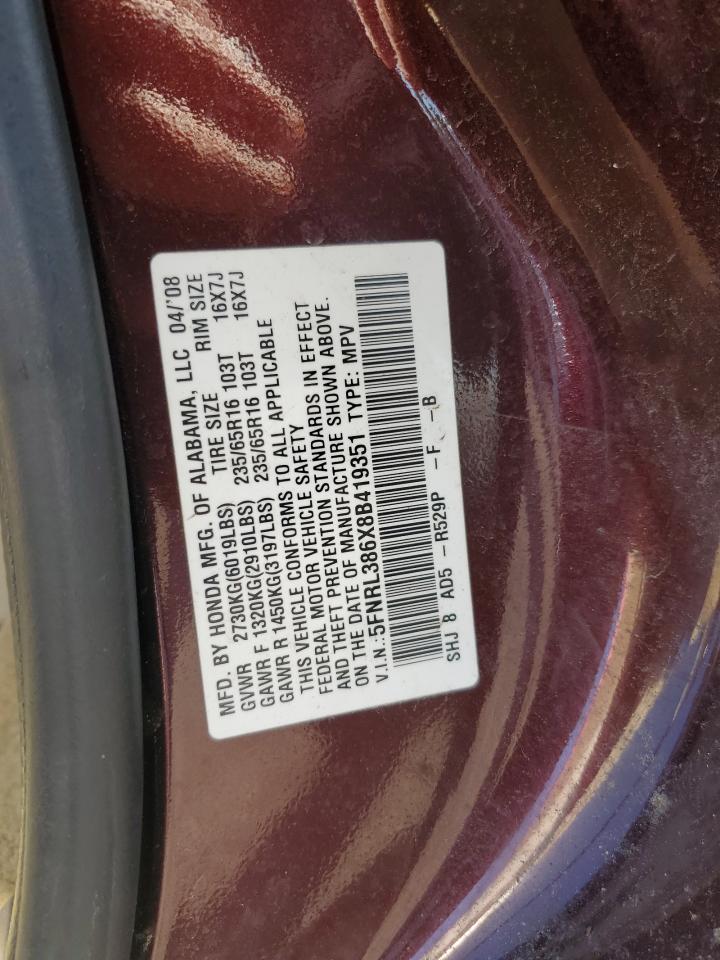 MFD. BY HONDA MFG. OF ALABAMA, LLC 04/'08
TIRE SIZE RIM SIZE
GVWR 2730KG(6019LBS)
GAWR F 1320KG(2910LBS) 235/65R16 103T 16X7J
GAWR R 1450KG(3197LBS) 235/65R16 103T 16X7J
THIS VEHICLE CONFORMS TO ALL APPLICABLE
FEDERAL MOTOR VEHICLE SAFETY
AND THEFT PREVENTION STANDARDS IN EFFECT
ON THE DATE OF MANUFACTURE SHOWN ABOVE.
V.I.N.:5FNRL386X8B419351 TYPE: MPV
SHJ 8 AD5 -R529P -F -B